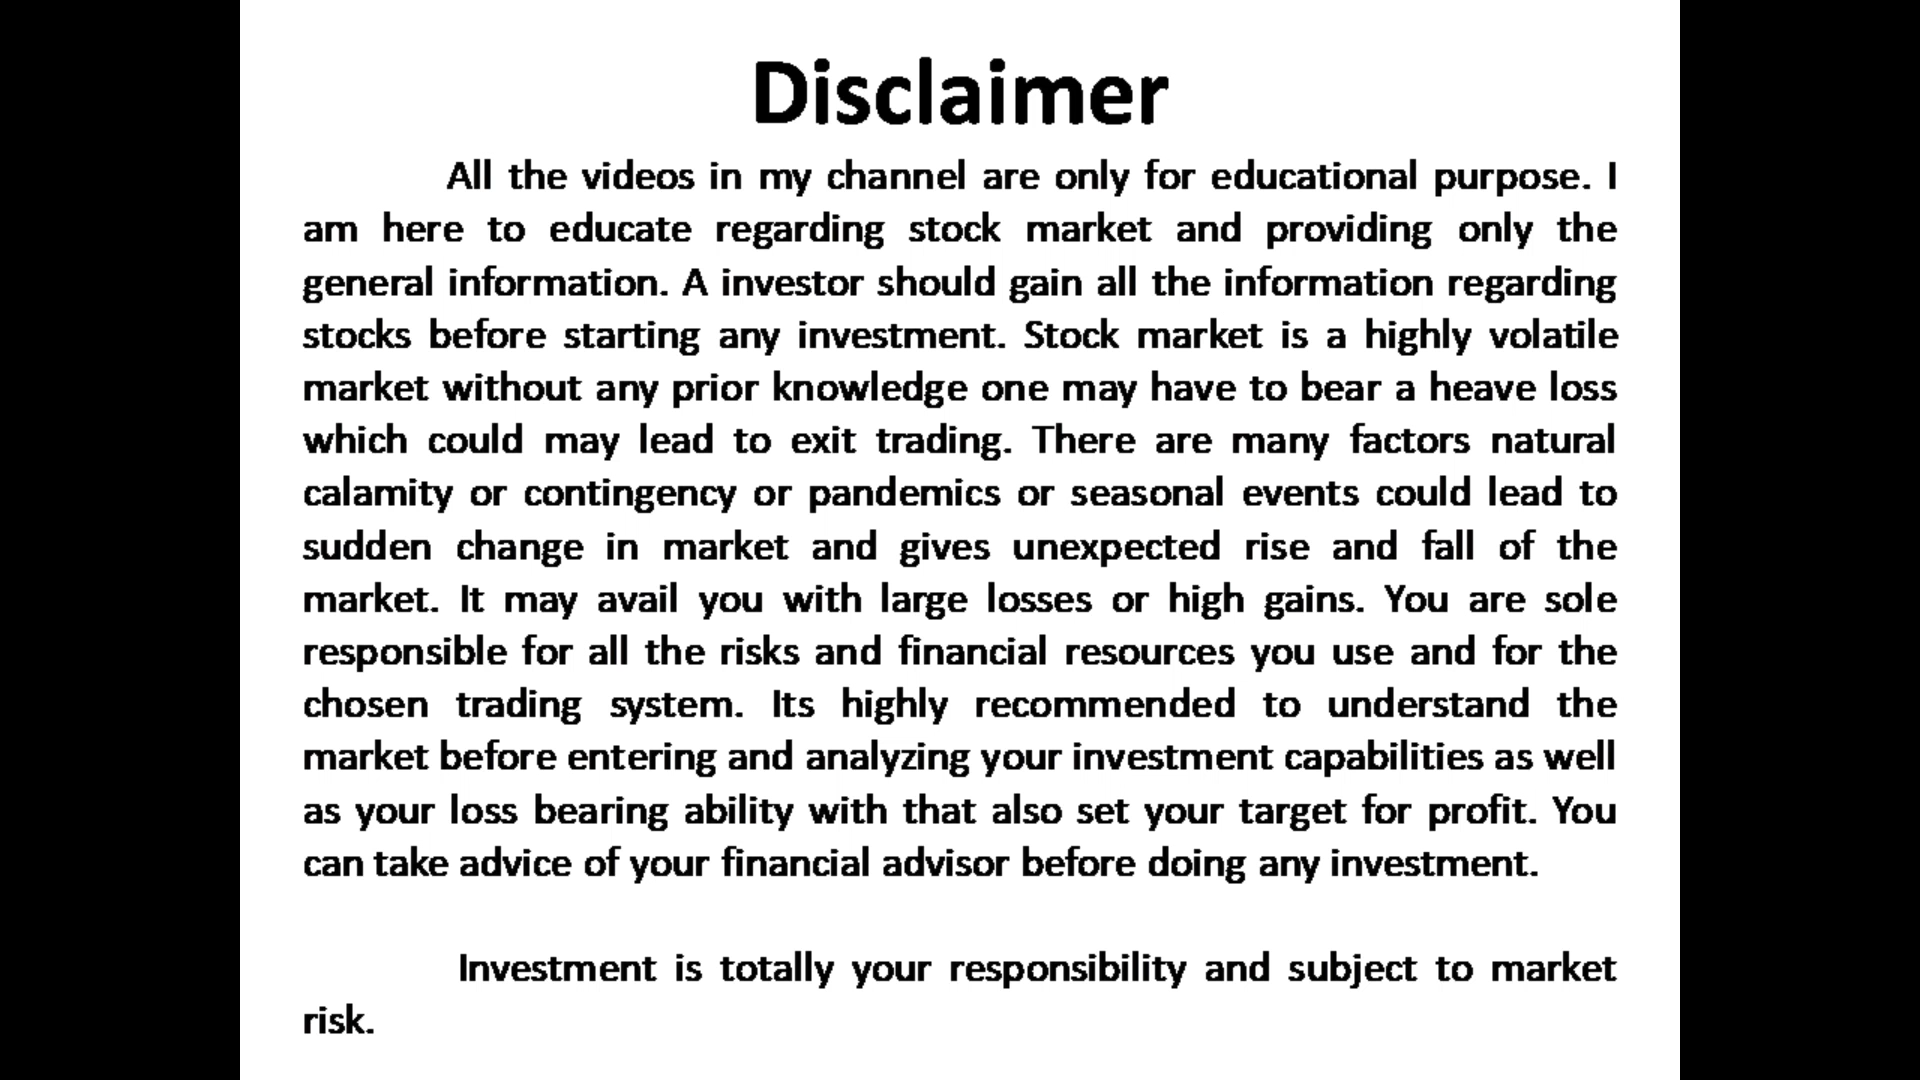 Disclaimer
All the videos in my channel are only for educational purpose. I
am here to educate regarding stock market and providing only the
general information. A investor should gain all the information regarding
stocks before starting any investment. Stock market is a highly volatile
market without any prior knowledge one may have to bear a heave loss
which could may lead to exit trading. There are many factors natural
calamity or contingency or pandemics or seasonal events could lead to
sudden change in market and gives unexpected rise and fall of the
market. It may avail you with large losses or high gains. You are sole
responsible for all the risks and financial resources you use and for the
chosen trading system. Its highly recommended to understand the
market before entering and analyzing your investment capabilities as well
as your loss bearing ability with that also set your target for profit. You
can take advice of your financial advisor before doing any investment.
Investment is totally your responsibility and subject to market
risk.